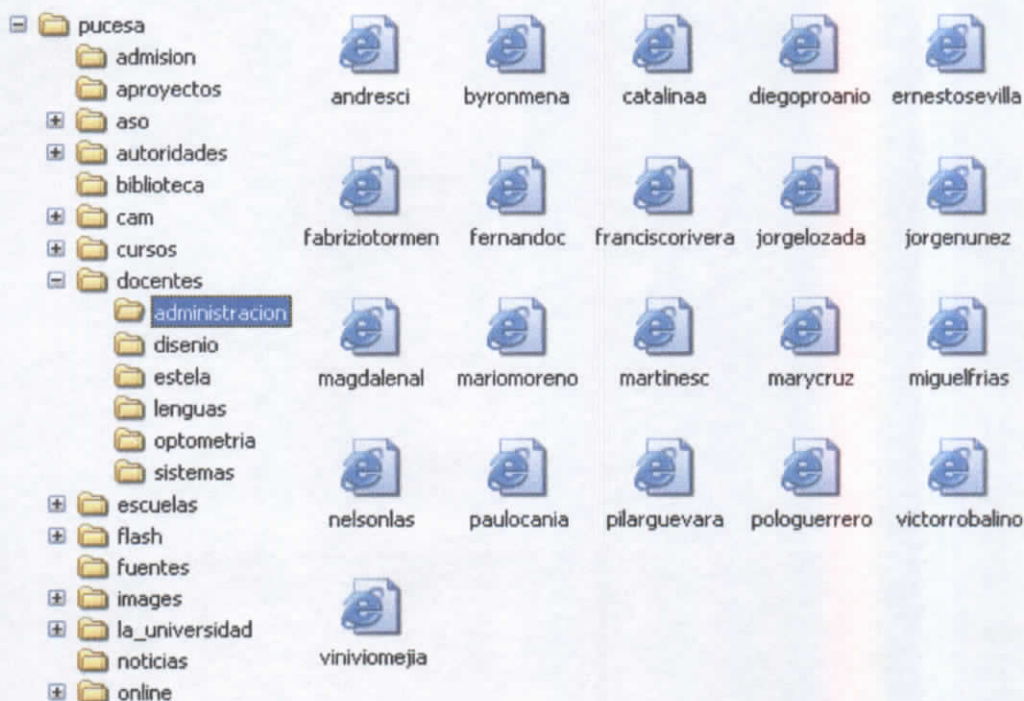 pucesa
admision
aproyectos
aso
autoridades
biblioteca
cam
cursos
docentes
administracion
disenio
estela
lenguas
optometria
sistemas
escuelas
flash
fuentes
images
la_universidad
noticias
online
andresci byronmena catalinaa diegoproanio ernestosevilla
fabriziotormen fernandoc franciscorivera jorgelozada jorgenunez
magdalenal mariomoreno martinesc marycruz miguelfrias
nelsonlas paulocania pilarguevara pologuerrero victorrobalino
viniviomejia